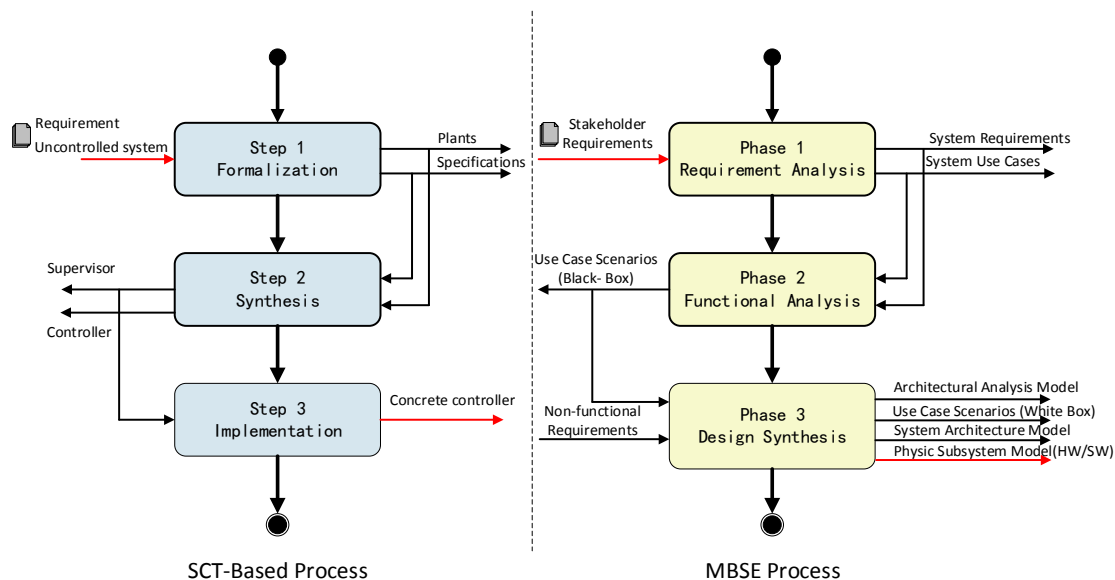 Requirement
Uncontrolled system
Step 1
Formalization
Plants
Specifications
Supervisor
Controller
Step 2
Synthesis
Step 3
Implementation
Concrete controller
SCT-Based Process
Stakeholder
Requirements
Phase 1
Requirement Analysis
System Requirements
System Use Cases
Use Case Scenarios
(Black- Box)
Phase 2
Functional Analysis
Non-functional
Requirements
Phase 3
Design Synthesis
Architectural Analysis Model
Use Case Scenarios (White Box)
System Architecture Model
Physic Subsystem Model(HW/SW)
MBSE Process